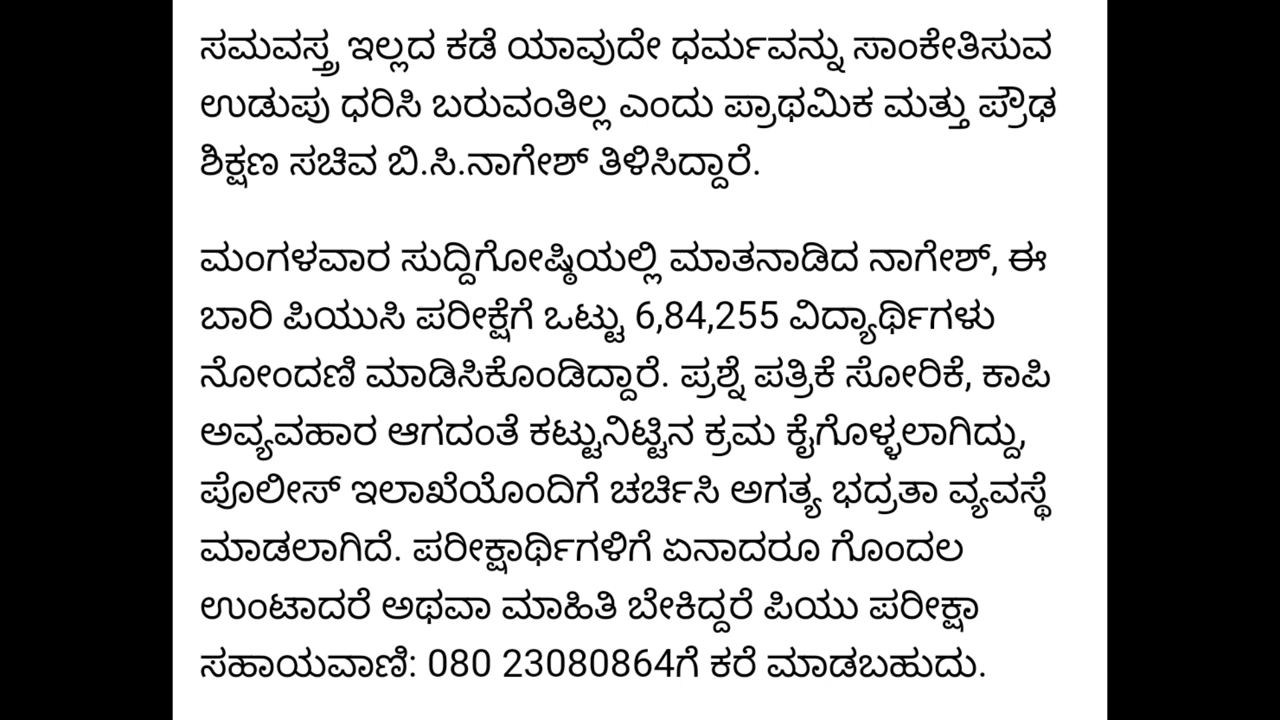 ಸಮವಸ್ತ್ರ ಇಲ್ಲದ ಕಡೆ ಯಾವುದೇ ಧರ್ಮವನ್ನು ಸಾಂಕೇತಿಸುವ
ಉಡುಪು ಧರಿಸಿ ಬರುವಂತಿಲ್ಲ ಎಂದು ಪ್ರಾಥಮಿಕ ಮತ್ತು ಪ್ರೌಢ
ಶಿಕ್ಷಣ ಸಚಿವ ಬಿ.ಸಿ.ನಾಗೇಶ್ ತಿಳಿಸಿದ್ದಾರೆ.
ಮಂಗಳವಾರ ಸುದ್ದಿಗೋಷ್ಠಿಯಲ್ಲಿ ಮಾತನಾಡಿದ ನಾಗೇಶ್, ಈ
ಬಾರಿ ಪಿಯುಸಿ ಪರೀಕ್ಷೆಗೆ ಒಟ್ಟು 6,84,255 ವಿದ್ಯಾರ್ಥಿಗಳು
ನೋಂದಣಿ ಮಾಡಿಸಿಕೊಂಡಿದ್ದಾರೆ. ಪ್ರಶ್ನೆ ಪತ್ರಿಕೆ ಸೋರಿಕೆ, ಕಾಪಿ
ಅವ್ಯವಹಾರ ಆಗದಂತೆ ಕಟ್ಟುನಿಟ್ಟಿನ ಕ್ರಮ ಕೈಗೊಳ್ಳಲಾಗಿದ್ದು,
ಪೊಲೀಸ್ ಇಲಾಖೆಯೊಂದಿಗೆ ಚರ್ಚಿಸಿ ಅಗತ್ಯ ಭದ್ರತಾ ವ್ಯವಸ್ಥೆ
ಮಾಡಲಾಗಿದೆ. ಪರೀಕ್ಷಾರ್ಥಿಗಳಿಗೆ ಏನಾದರೂ ಗೊಂದಲ
ಉಂಟಾದರೆ ಅಥವಾ ಮಾಹಿತಿ ಬೇಕಿದ್ದರೆ ಪಿಯು ಪರೀಕ್ಷಾ
ಸಹಾಯವಾಣಿ: 080 23080864ಗೆ ಕರೆ ಮಾಡಬಹುದು.